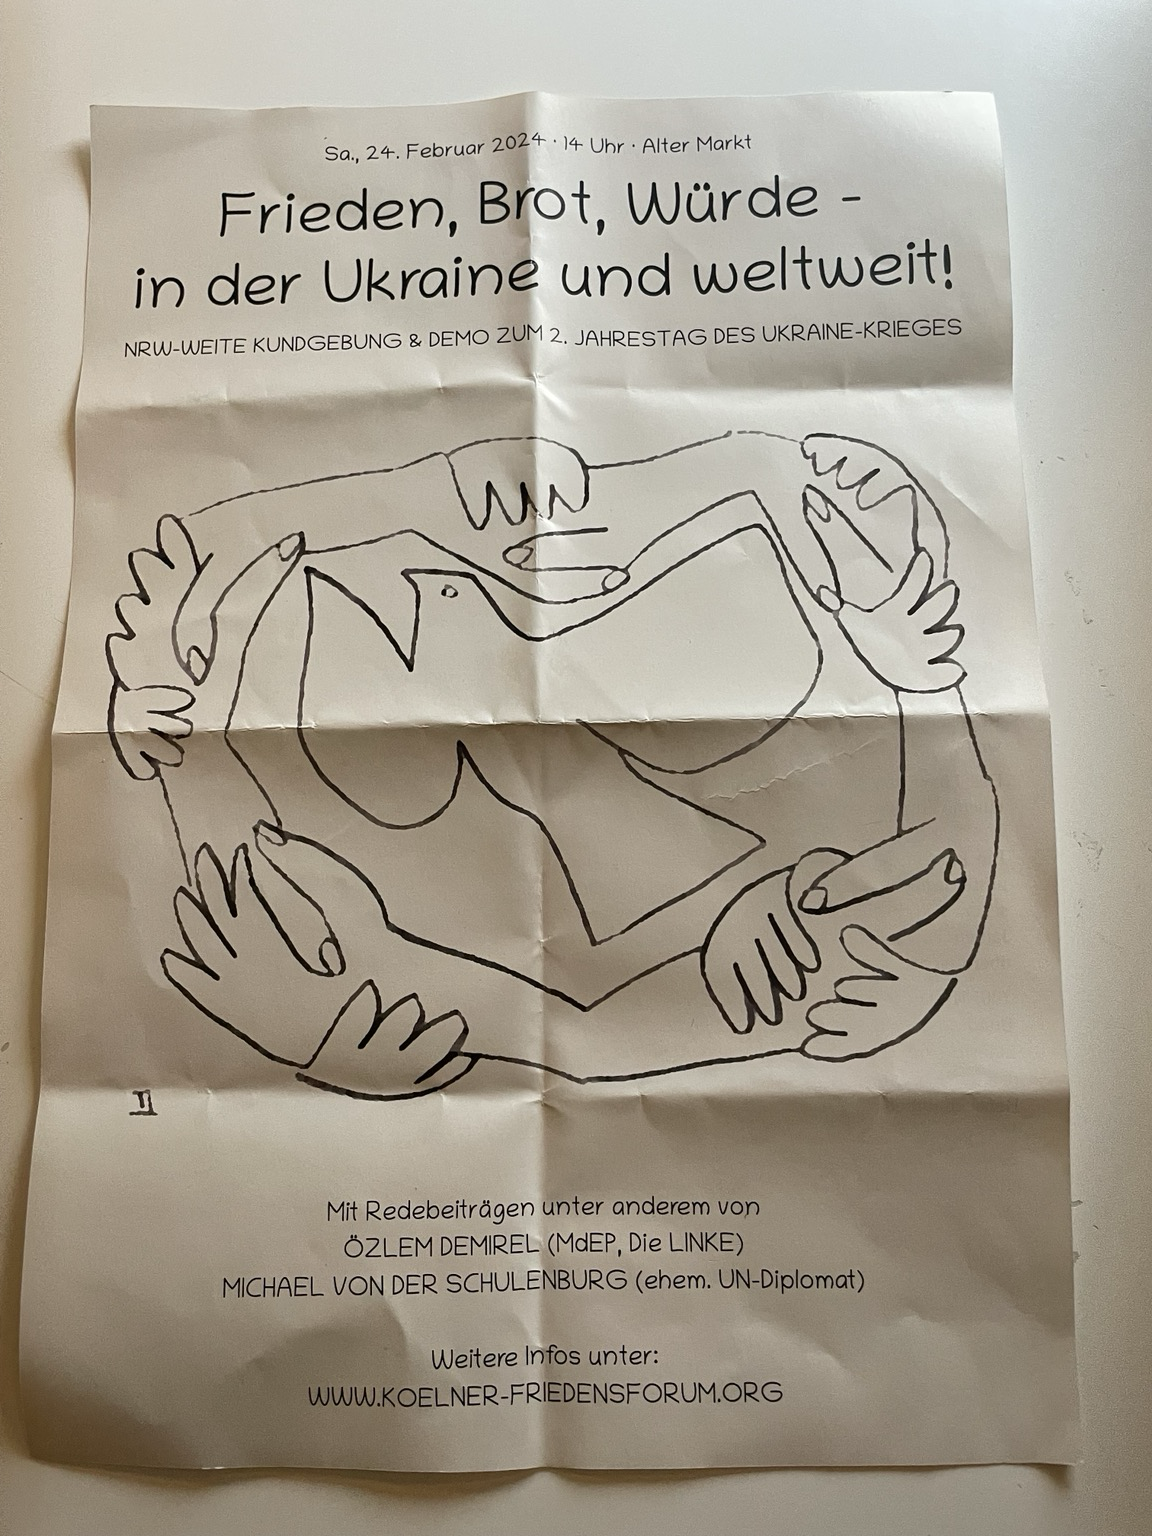 Sa., 24. Februar 2024 · 14 Uhr · Alter Markt
Frieden, Brot, Würde -
in der Ukraine und weltweit!
NRW-WEITE KUNDGEBUNG & DEMO ZUM 2. JAHRESTAG DES UKRAINE-KRIEGES
Mit Redebeiträgen unter anderem von
ÖZLEM DEMIREL (MdEP, Die LINKE)
MICHAEL VON DER SCHULENBURG (ehem. UN-Diplomat)
Weitere Infos unter:
WWW.KOELNER-FRIEDENSFORUM.ORG